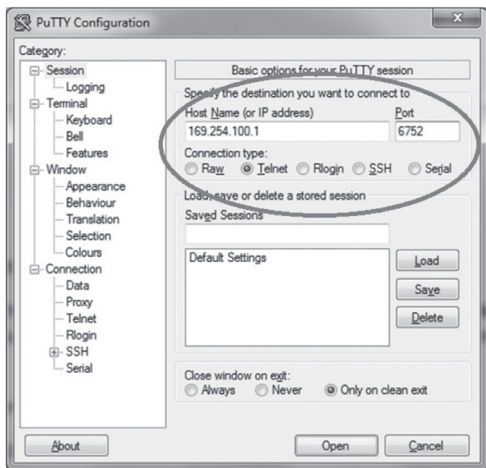 PuTTY Configuration
Category:
Session
Logging
Terminal
Keyboard
Bell
Features
Window
Appearance
Behaviour
Translation
Selection
Colours
Connection
Data
Proxy
Telnet
Rlogin
SSH
Serial
Basic options for your PuTTY session
Specify the destination you want to connect to
Host Name (or IP address) Port
169.254.100.1 6752
Connection type:
Raw Telnet Rlogin SSH Serial
Load, save or delete a stored session
Saved Sessions
Default Settings
Load
Save
Delete
Close window on exit:
Always Never Only on clean exit
About Open Cancel